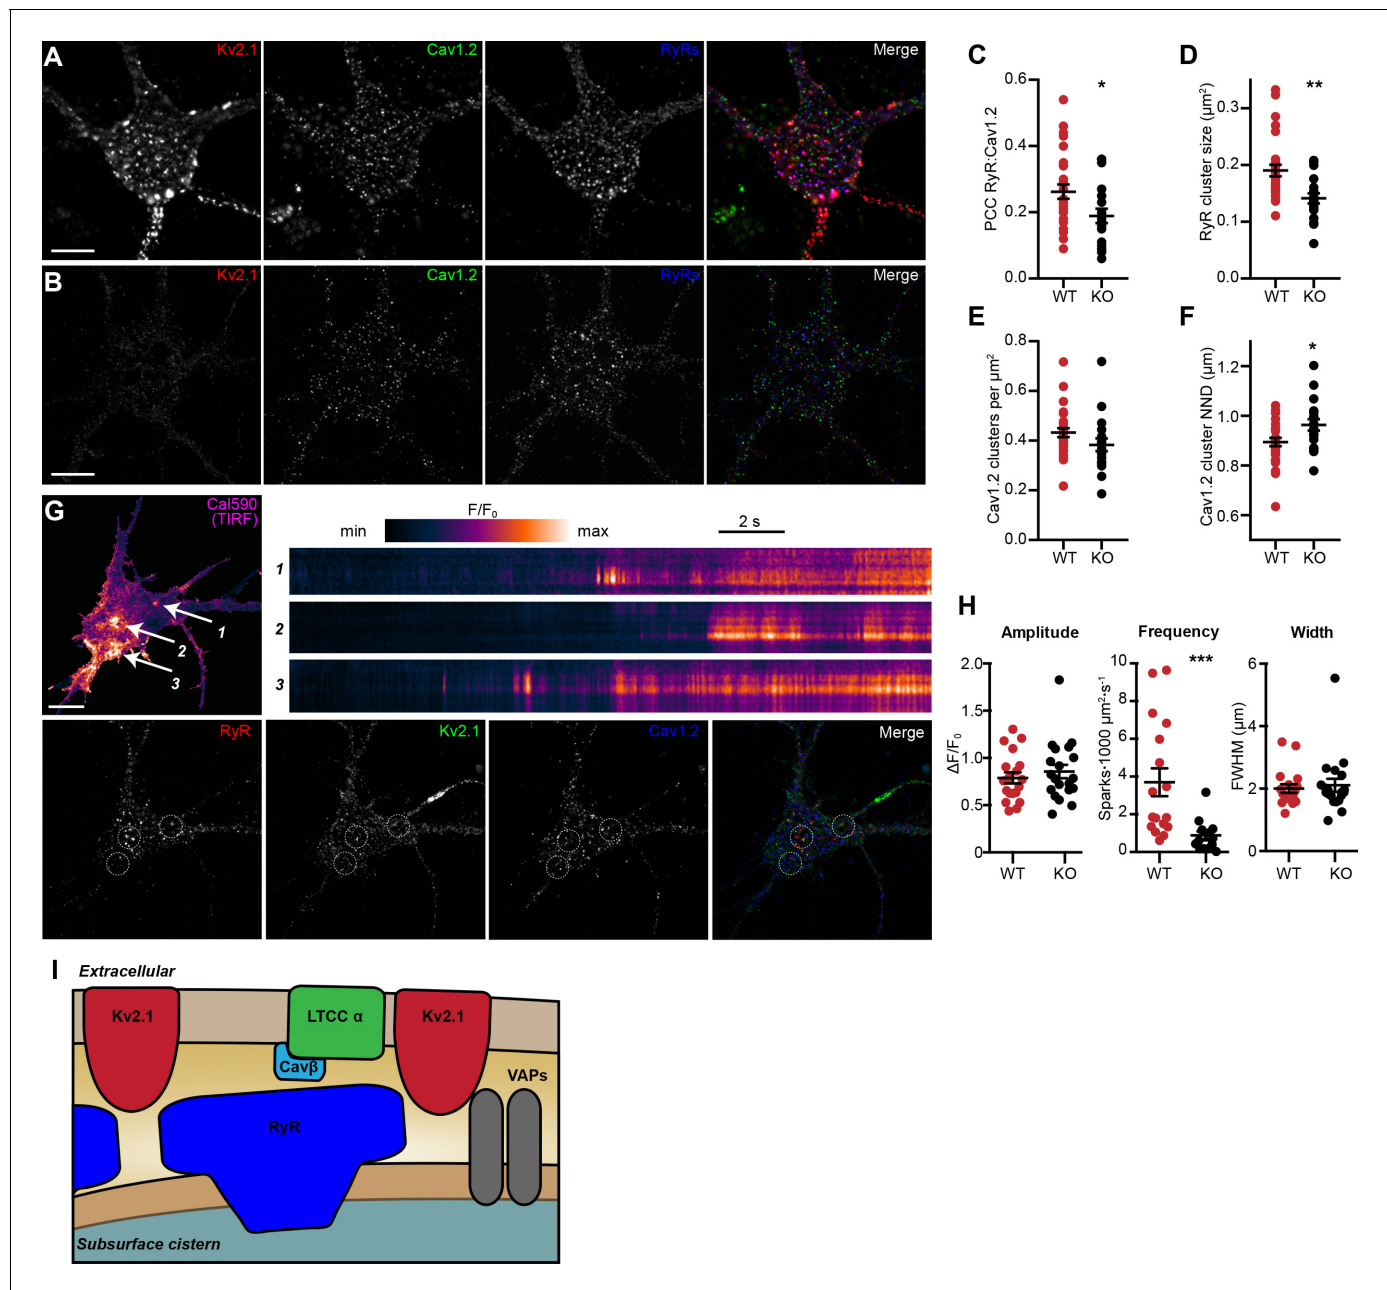 A
Kv2.1
Cav1.2
RyRs
Merge
B
Kv2.1
Cav1.2
RyRs
Merge
C
PCC RyR:Cav1.2
0.6
0.4
0.2
0.0
*
WT KO
D
RyR cluster size (µm²)
0.3
0.2
0.1
0.0
**
WT KO
E
Cav1.2 clusters per µm²
0.8
0.6
0.4
0.2
0.0
WT KO
F
Cav1.2 cluster NND (µm)
1.2
1.0
0.8
0.6
*
WT KO
G
Cal590
(TIRF)
1
2
3
F/F₀
min
max
2 s
1
2
3
RyR
Kv2.1
Cav1.2
Merge
H
Amplitude
ΔF/F₀
2.0
1.5
1.0
0.5
0
WT KO
Frequency
Sparks·1000 µm²·s⁻¹
10
8
6
4
2
0
***
WT KO
Width
FWHM (µm)
6
4
2
0
WT KO
I
Extracellular
Kv2.1
LTCC α
Kv2.1
Cavβ
VAPs
RyR
Subsurface cistern